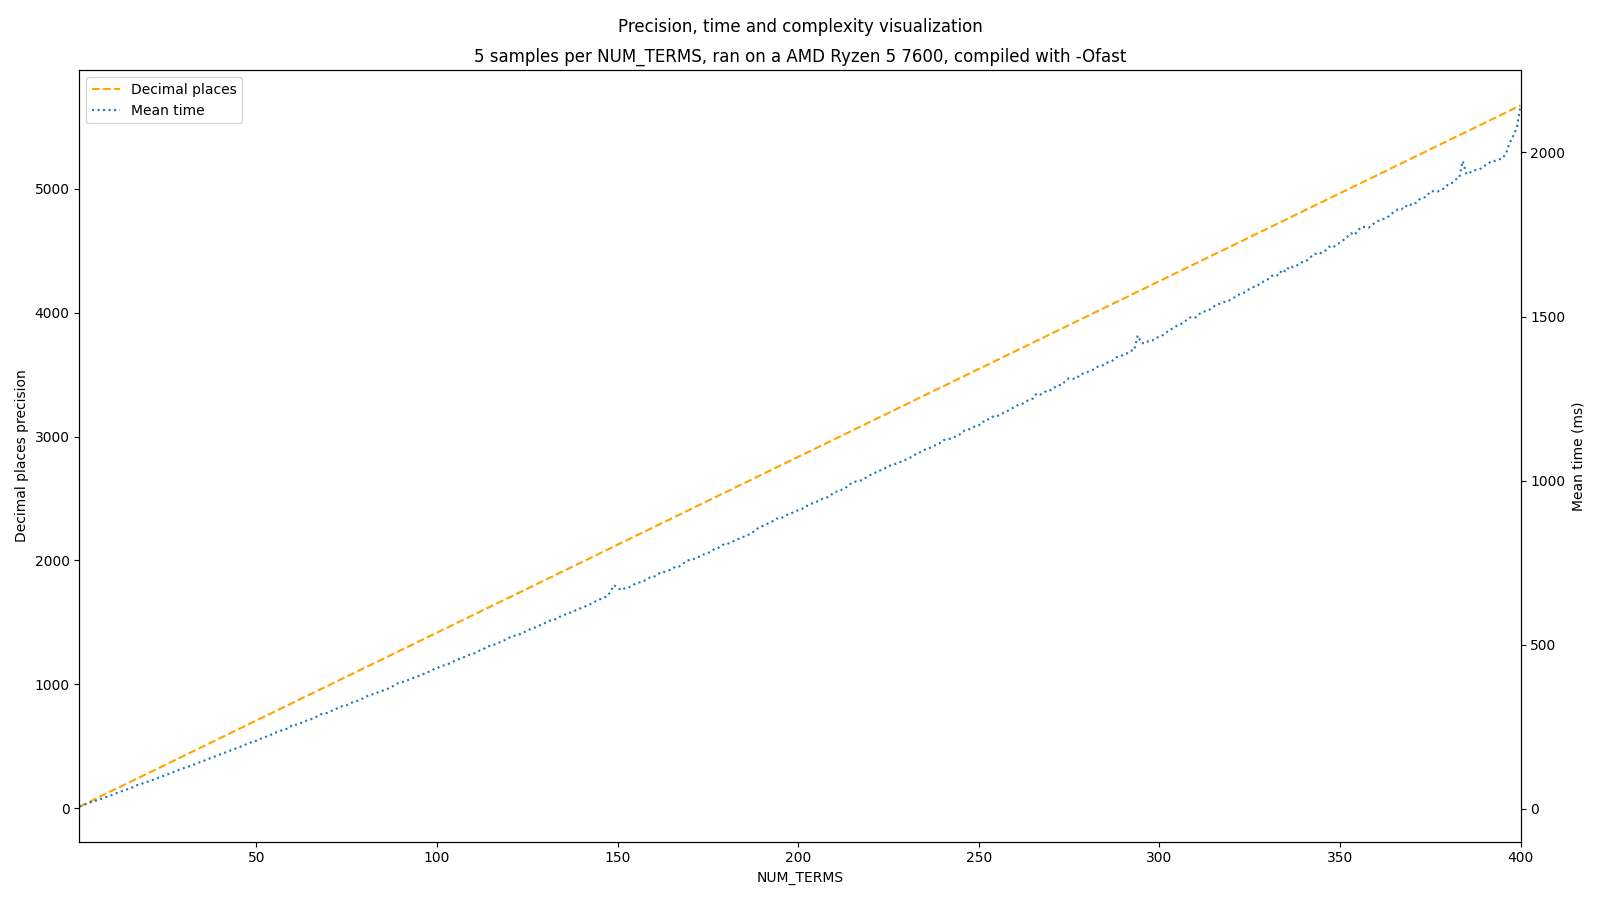 Precision, time and complexity visualization
5 samples per NUM_TERMS, ran on a AMD Ryzen 5 7600, compiled with -Ofast
Decimal places
Mean time
Decimal places precision
5000
4000
3000
2000
1000
0
2000
1500
1000
500
0
Mean time (ms)
50
100
150
200
250
300
350
400
NUM_TERMS